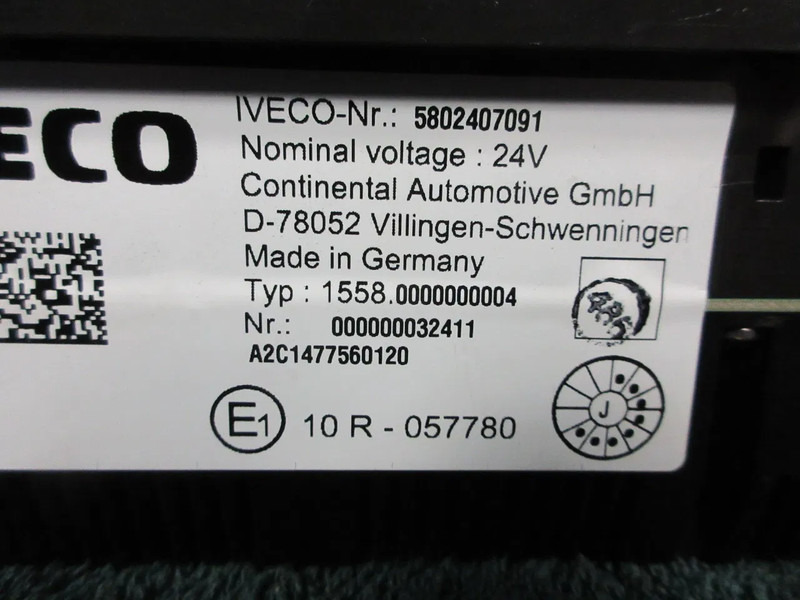 ECO
IVECO-Nr.: 5802407091
Nominal voltage : 24V
Continental Automotive GmbH
D-78052 Villingen-Schwenningen
Made in Germany
Typ : 1558.0000000004
Nr.: 000000032411
A2C1477560120
E1 10 R - 057780
J